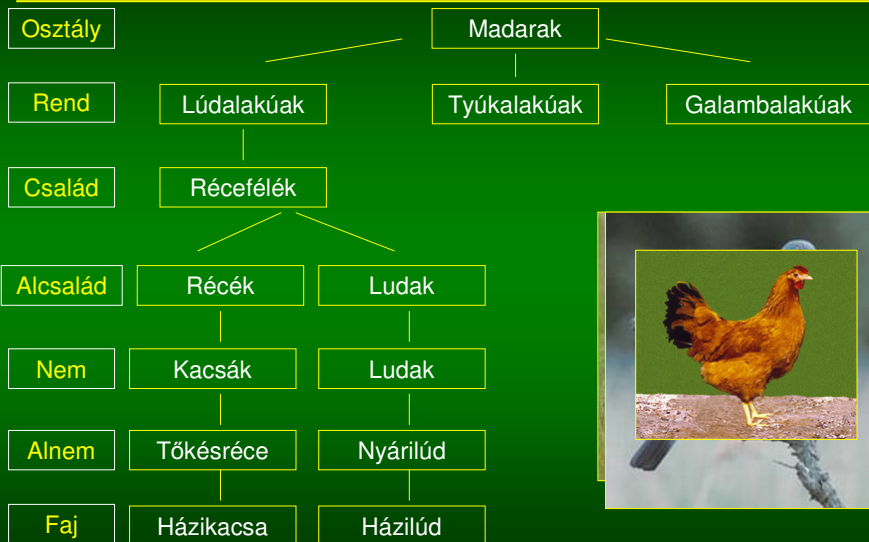 Osztály Madarak
Rend Lúdalakúak Tyúkalakúak Galambalakúak
Család Récefélék
Alcsalád Récék Ludak
Nem Kacsák Ludak
Alnem Tőkésréce Nyárilúd
Faj Házikacsa Házilúd